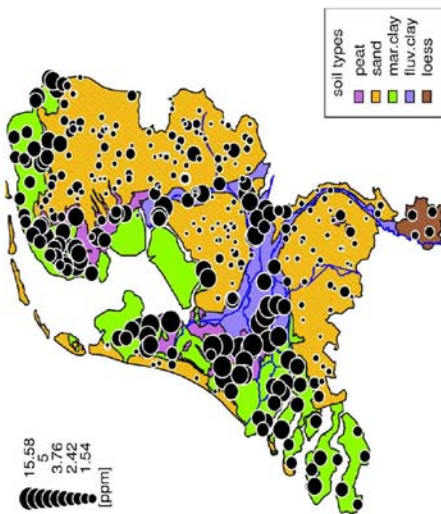 15.58
5
3.76
2.42
1.54
[ppm]
soil types
peat
sand
mar.clay
fluv.clay
loess